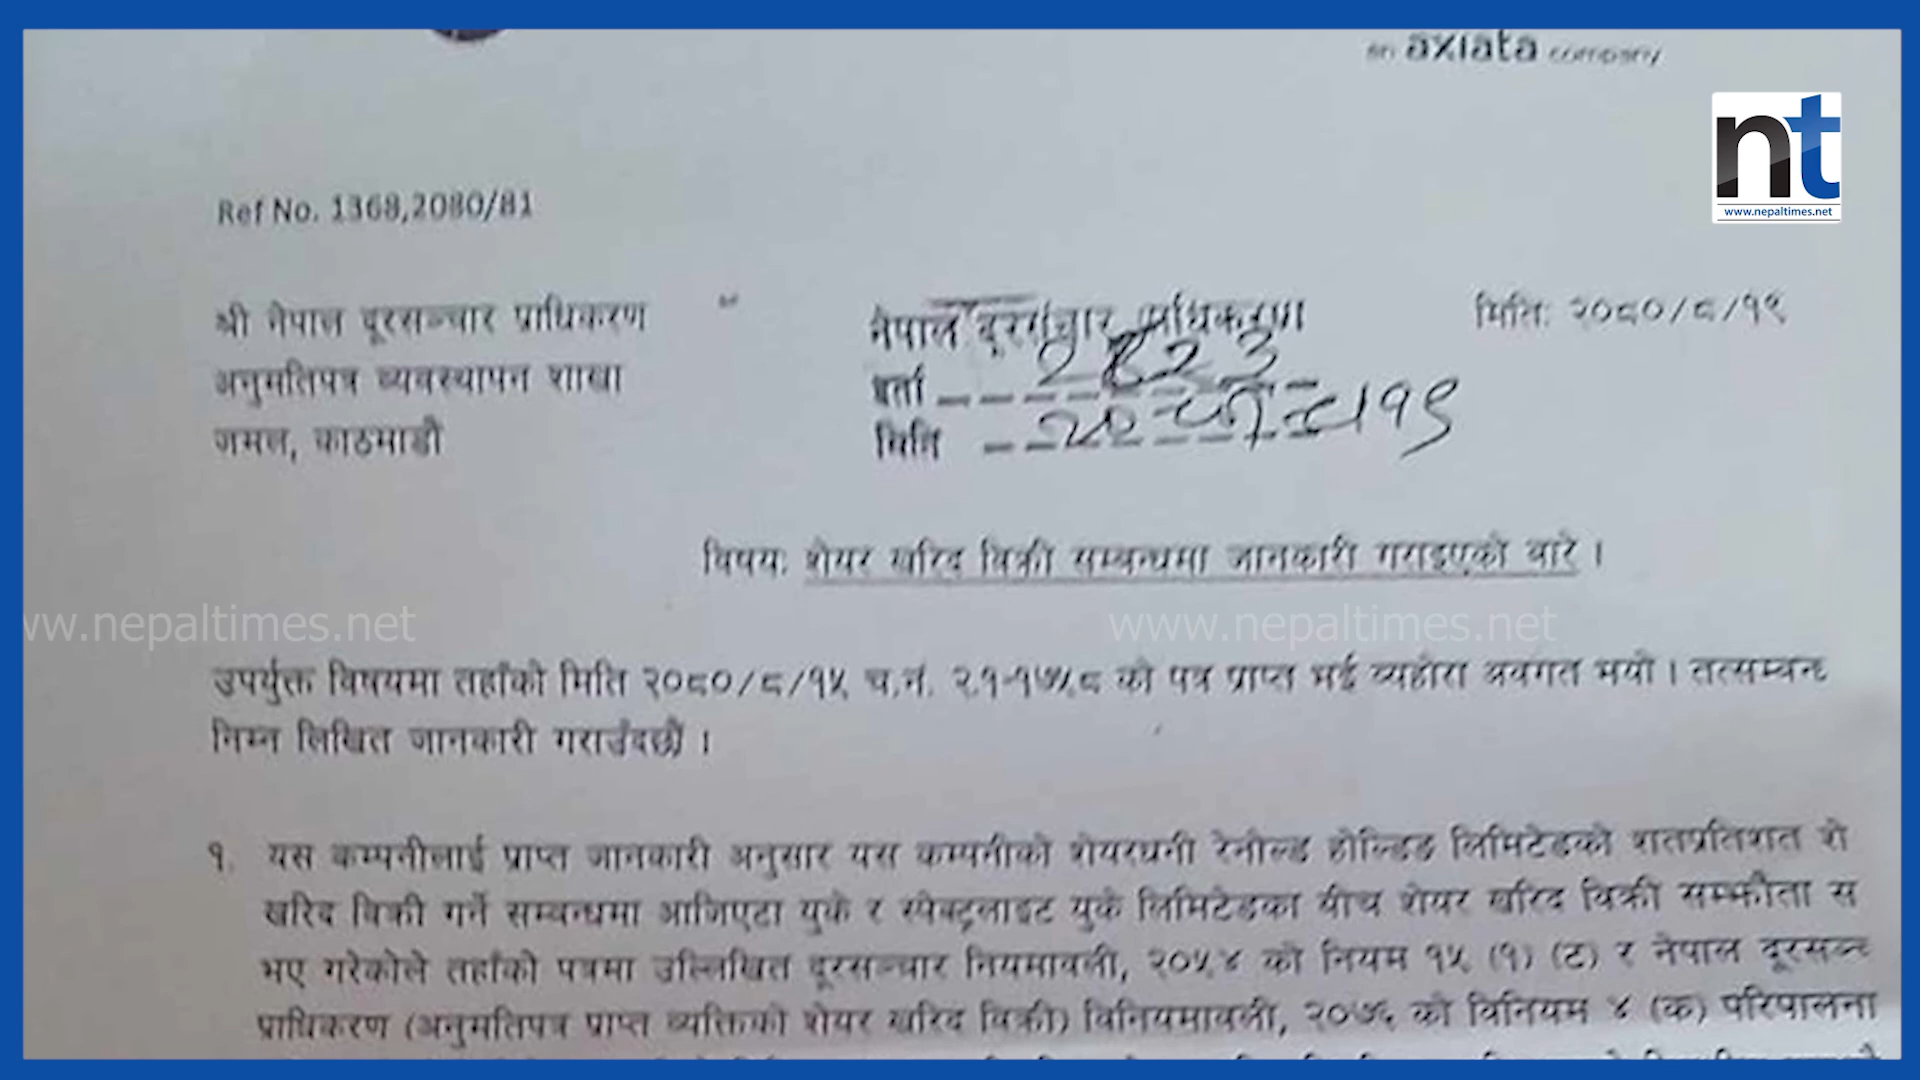 an axiata company
nt
www.nepaltimes.net
Ref No. 1368,2080/81
श्री नेपाल दूरसञ्चार प्राधिकरण
अनुमतिपत्र व्यवस्थापन शाखा
जमल, काठमाडौं
नेपाल दूरसंचार प्राधिकरण
दर्ता
मिति
मिति: २०८०/८/१९
विषय: शेयर खरिद विक्री सम्बन्धमा जानकारी गराइएको बारे ।
www.nepaltimes.net
उपर्युक्त विषयमा तहाँको मिति २०८०/८/१५ च.नं. २.१-१७५८ को पत्र प्राप्त भई व्यहोरा अवगत भयो । तत्सम्बन्ध
निम्न लिखित जानकारी गराउँदछौं ।
१. यस कम्पनीलाई प्राप्त जानकारी अनुसार यस कम्पनीको शेयरधनी रेनोल्ड होल्डिङ लिमिटेडको शतप्रतिशत शे
खरिद विक्री गर्ने सम्बन्धमा आजिएटा युके र स्पेक्ट्रलाइट युके लिमिटेडका बीच शेयर खरिद विक्री सम्झौता स
भए गरेकोले तहाँको पत्रमा उल्लिखित दूरसञ्चार नियमावली, २०५४ को नियम १५ (१) (ट) र नेपाल दूरसञ्च
प्राधिकरण (अनुमतिपत्र प्राप्त व्यक्तिको शेयर खरिद विक्री) विनियमावली, २०७६ को विनियम ४ (क) परिपालना